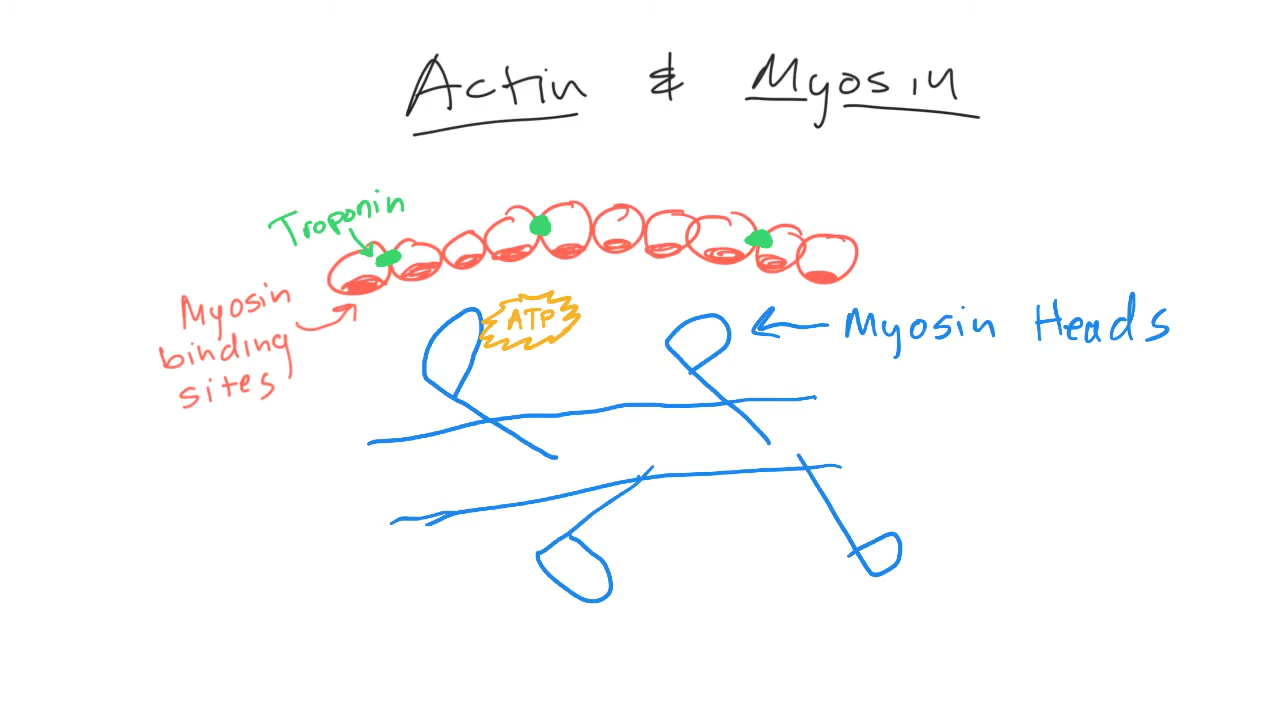 Actin & Myosin
Troponin
Myosin
binding
sites
ATP
Myosin Heads